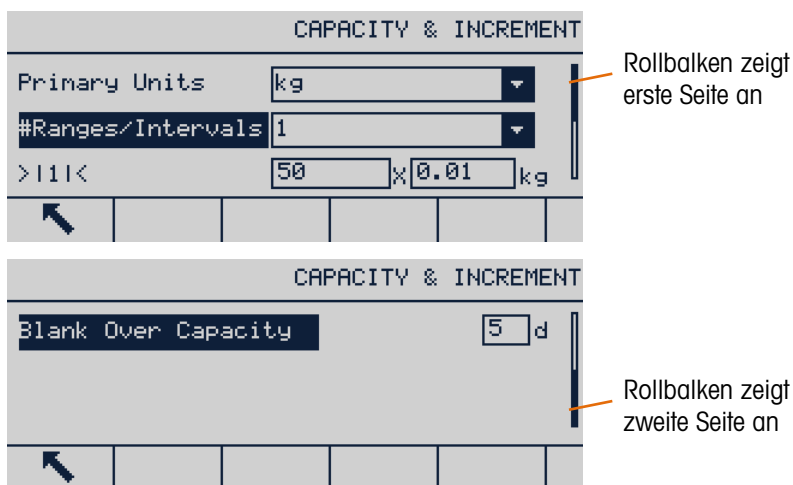 CAPACITY & INCREMENT
Primary Units kg
#Ranges/Intervals 1
>|1|< 50 X 0.01 kg
Rollbalken zeigt
erste Seite an
CAPACITY & INCREMENT
Blank Over Capacity 5 d
Rollbalken zeigt
zweite Seite an